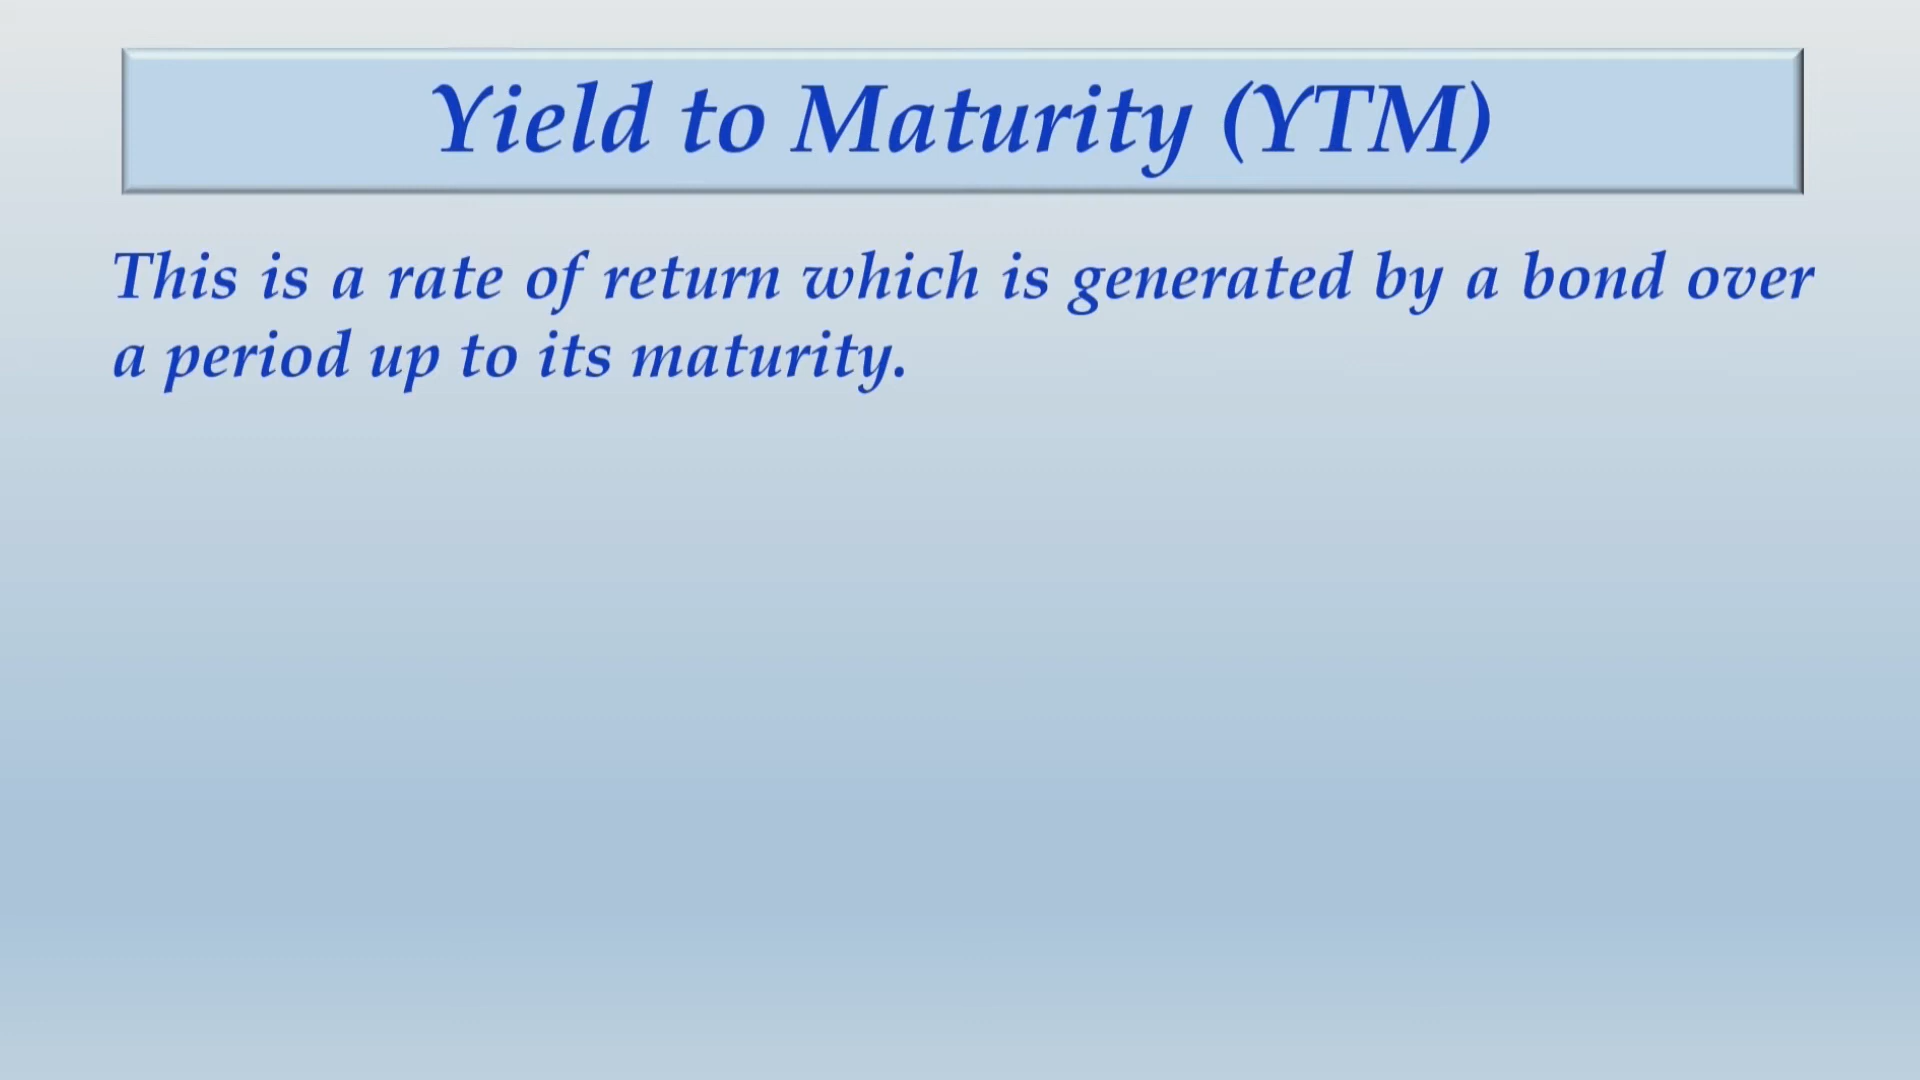 Yield to Maturity (YTM)
This is a rate of return which is generated by a bond over
a period up to its maturity.